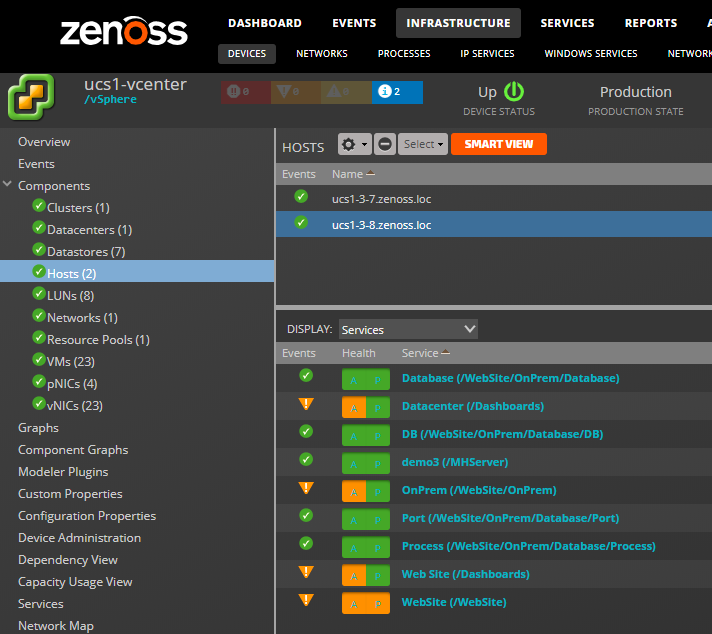 zenoss
DASHBOARD EVENTS INFRASTRUCTURE SERVICES REPORTS
DEVICES NETWORKS PROCESSES IP SERVICES WINDOWS SERVICES NETWORK
ucs1-vcenter
/vSphere
0 0 0 2
Up
DEVICE STATUS
Production
PRODUCTION STATE
Overview
Events
Components
Clusters (1)
Datacenters (1)
Datastores (7)
Hosts (2)
LUNs (8)
Networks (1)
Resource Pools (1)
VMs (23)
pNICs (4)
vNICs (23)
Graphs
Component Graphs
Modeler Plugins
Custom Properties
Configuration Properties
Device Administration
Dependency View
Capacity Usage View
Services
Network Map
HOSTS Select SMART VIEW
Events Name
ucs1-3-7.zenoss.loc
ucs1-3-8.zenoss.loc
DISPLAY: Services
Events Health Service
A P Database (/WebSite/OnPrem/Database)
A P Datacenter (/Dashboards)
A P DB (/WebSite/OnPrem/Database/DB)
A P demo3 (/MHServer)
A P OnPrem (/WebSite/OnPrem)
A P Port (/WebSite/OnPrem/Database/Port)
A P Process (/WebSite/OnPrem/Database/Process)
A P Web Site (/Dashboards)
A P WebSite (/WebSite)